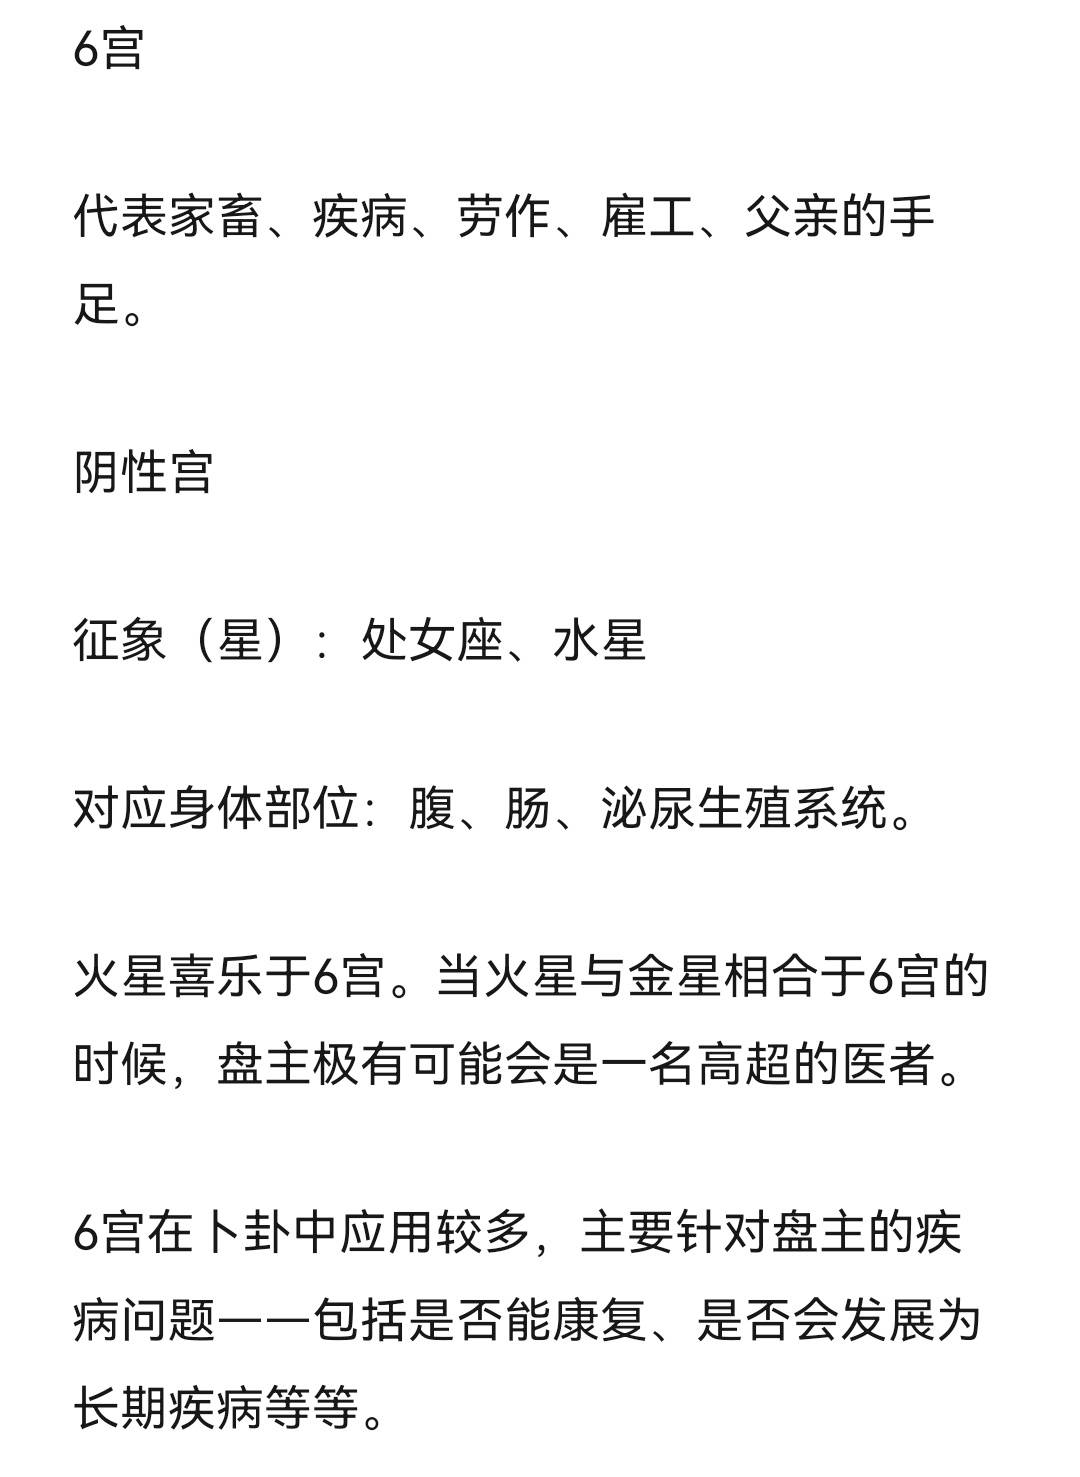 6宫
代表家畜、疾病、劳作、雇工、父亲的手
足。
阴性宫
征象（星）：处女座、水星
对应身体部位：腹、肠、泌尿生殖系统。
火星喜乐于6宫。当火星与金星相合于6宫的
时候，盘主极有可能会是一名高超的医者。
6宫在卜卦中应用较多，主要针对盘主的疾
病问题一一包括是否能康复、是否会发展为
长期疾病等等。